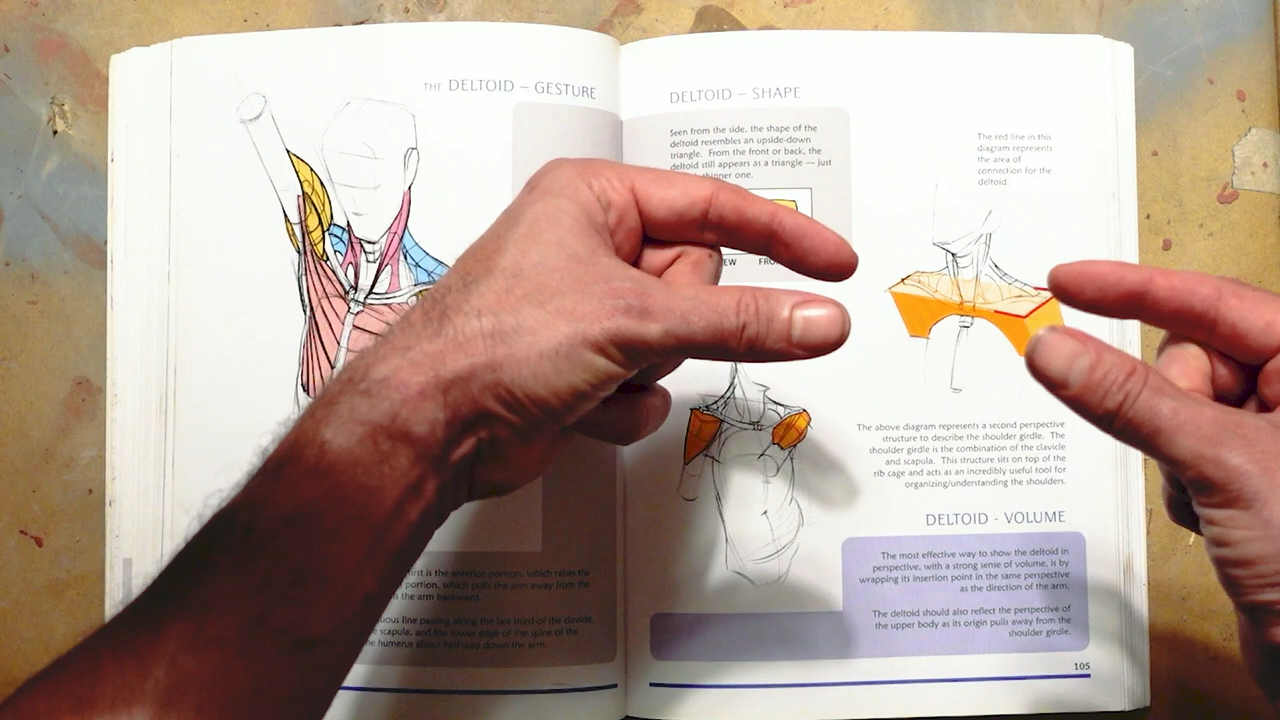 THE DELTOID – GESTURE
first is the anterior portion, which raises the
portion, which pulls the arm away from the
the arm backward.
line passing along the last third of the clavicle,
scapula, and the lower edge of the spine of the
humerus about half-way down the arm.
DELTOID – SHAPE
Seen from the side, the shape of the
deltoid resembles an upside-down
triangle. From the front or back, the
deltoid still appears as a triangle — just
thinner one.
The red line in this
diagram represents
the area of
connection for the
deltoid.
The above diagram represents a second perspective
structure to describe the shoulder girdle. The
shoulder girdle is the combination of the clavicle
and scapula. This structure sits on top of the
rib cage and acts as an incredibly useful tool for
organizing/understanding the shoulders.
DELTOID - VOLUME
The most effective way to show the deltoid in
perspective, with a strong sense of volume, is by
wrapping its insertion point in the same perspective
as the direction of the arm.
The deltoid should also reflect the perspective of
the upper body as its origin pulls away from the
shoulder girdle.
105